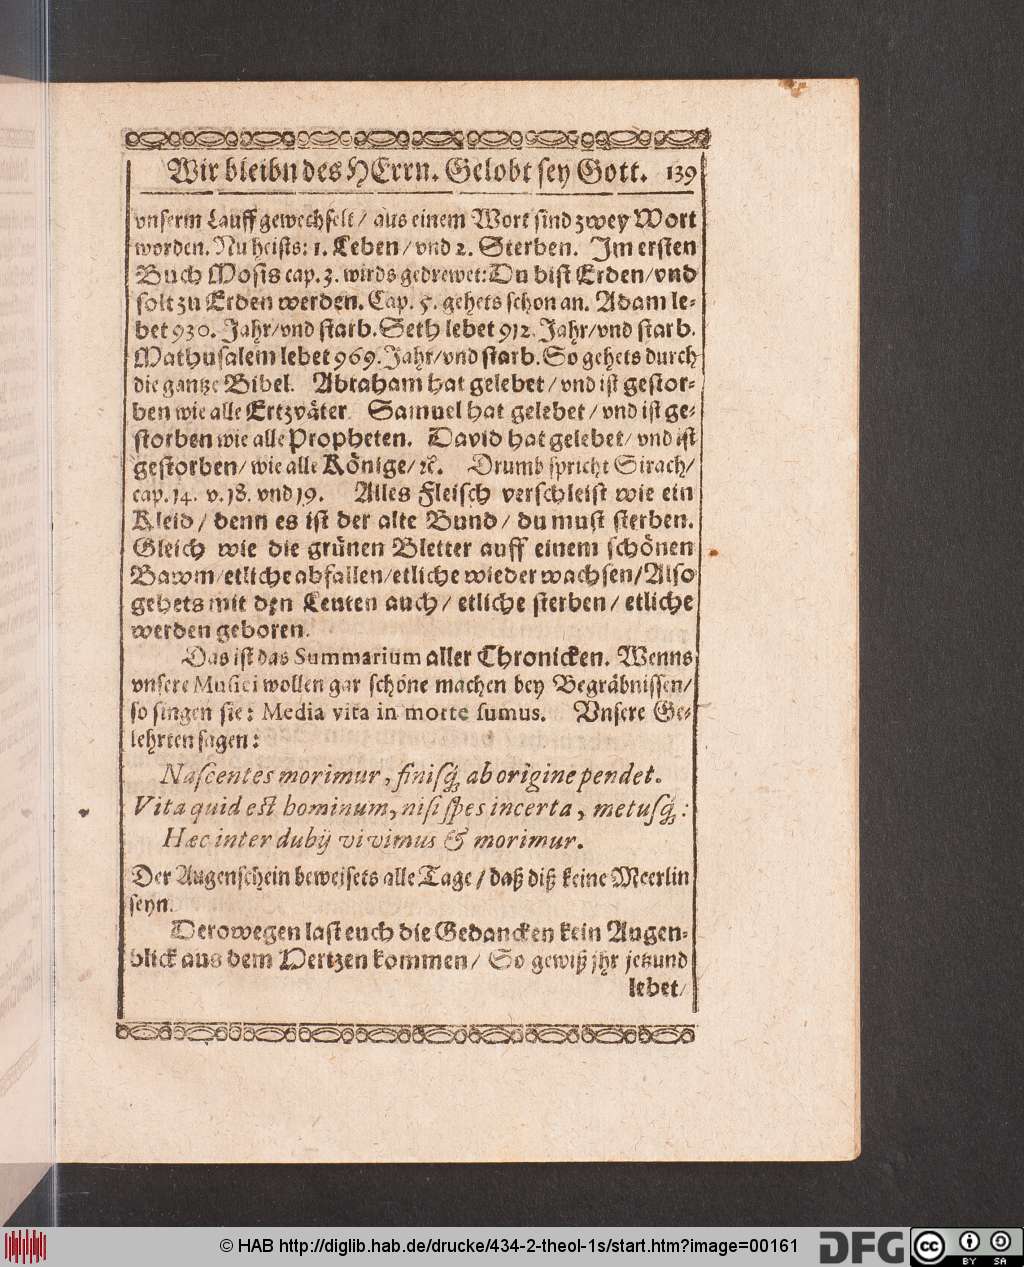 Wir bleibn des HErrn. Gelobt sey Gott. 139
vnserm Lauff gewechselt / aus einem Wort sind zwey Wort
worden. Nu heists: 1. Leben / vnd 2. Sterben. Im ersten
Buch Mosis cap. 3. wirds gedrewet: Du bist Erden / vnd
solt zu Erden werden. Cap. 5. gehets schon an. Adam le-
bet 930. Jahr / vnd starb. Seth lebet 912. Jahr / vnd starb.
Mathusalem lebet 969. Jahr / vnd starb. So gehets durch
die gantze Bibel. Abraham hat gelebet / vnd ist gestor-
ben wie alle Ertzväter. Samuel hat gelebet / vnd ist ge-
storben wie alle Propheten. David hat gelebet / vnd ist
gestorben / wie alle Könige / ꝛc. Drumb spricht Sirach /
cap. 14. v. 18. vnd 19. Alles Fleisch verschleist wie ein
Kleid / denn es ist der alte Bund / du must sterben.
Gleich wie die grünen Bletter auff einem schönen
Bawm / etliche abfallen / etliche wieder wachsen / Also
gehets mit den Leuten auch / etliche sterben / etliche
werden geboren.
Das ist das Summarium aller Chronicken. Wenns
vnsere Musici wollen gar schöne machen bey Begräbnissen /
so singen sie: Media vita in morte sumus. Vnsere Ge-
lehrten sagen:
Nascentes morimur, finisq́; ab origine pendet.
Vita quid est hominum, nisi spes incerta, metusq́;:
Hæc inter dubij vivimus & morimur.
Der Augenschein beweisets alle Tage / daß diß keine Meerlin
seyn.
Derowegen last euch die Gedancken kein Augen-
blick aus dem Hertzen kommen / So gewiß jhr jetzund
lebet /
© HAB http://diglib.hab.de/drucke/434-2-theol-1s/start.htm?image=00161
DFG
cc BY SA